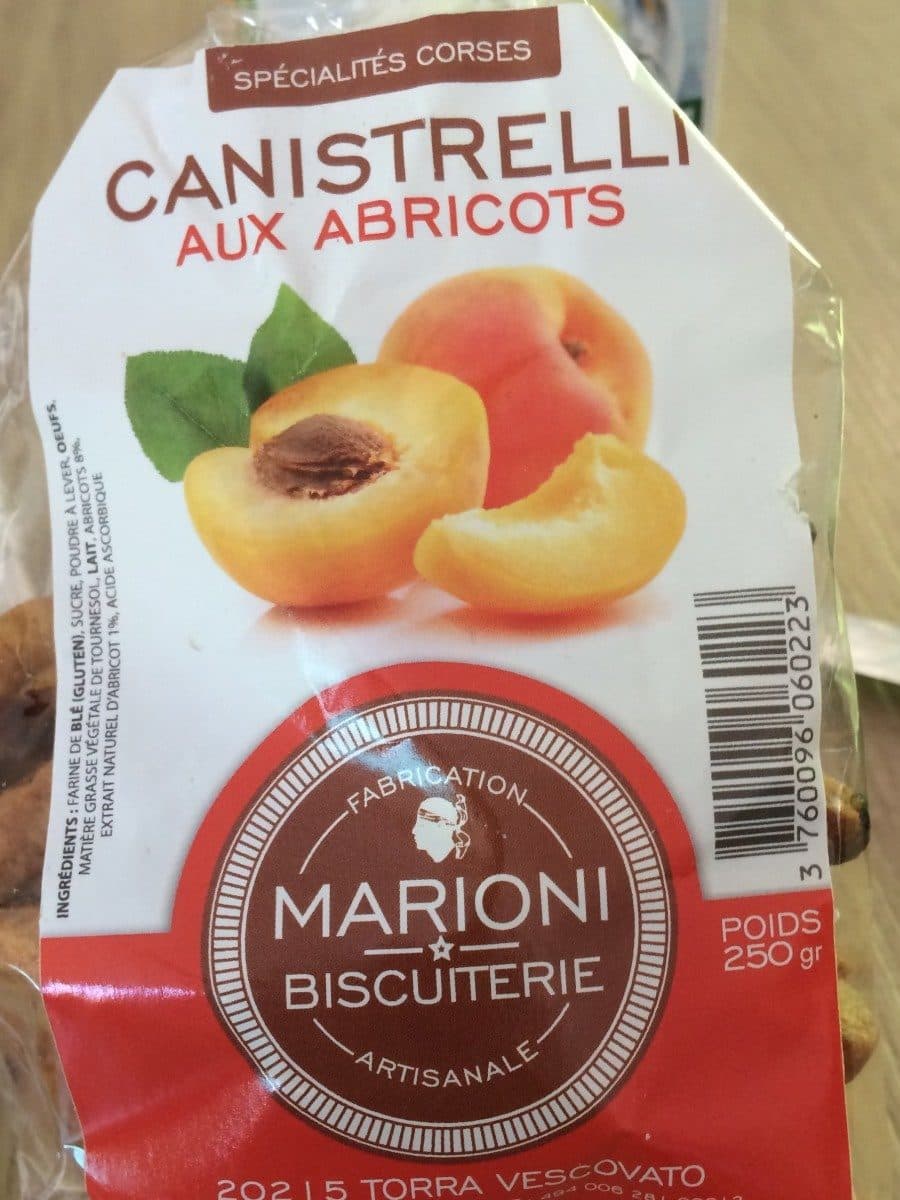 SPÉCIALITÉS CORSES
CANISTRELLI
AUX ABRICOTS
INGRÉDIENTS : FARINE DE BLÉ (GLUTEN), SUCRE, POUDRE À LEVER, OEUFS,
MATIÈRE GRASSE VÉGÉTALE DE TOURNESOL, LAIT, ABRICOTS 8%,
EXTRAIT NATUREL D'ABRICOT 1%, ACIDE ASCORBIQUE
3 760096 060223
FABRICATION
MARIONI
BISCUITERIE
ARTISANALE
POIDS
250 gr
20215 TORRA VESCOVATO